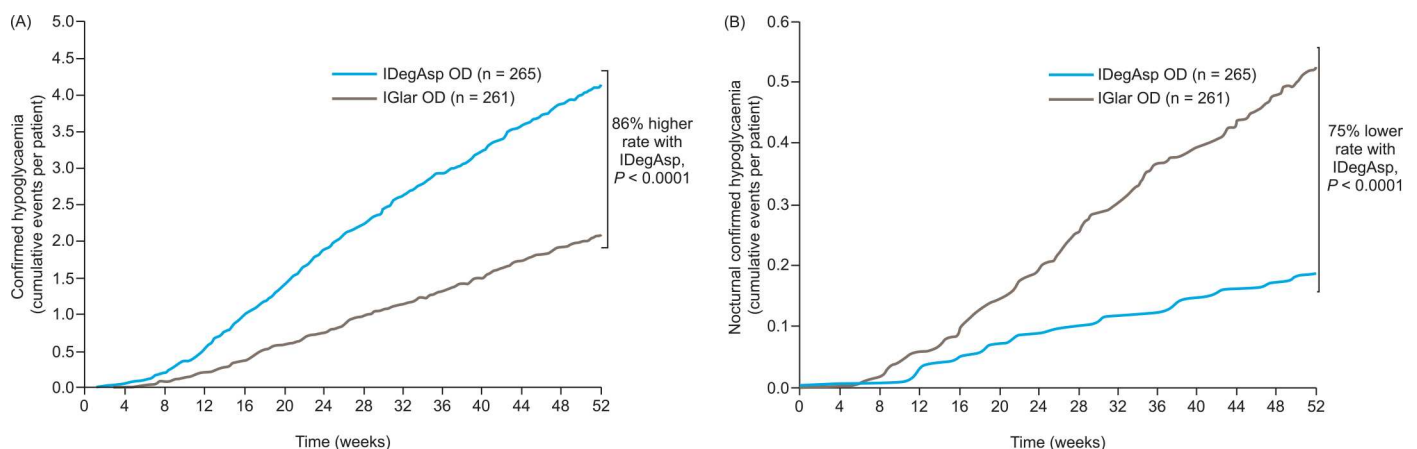 (A)
Confirmed hypoglycaemia
(cumulative events per patient)
5.0
4.5
4.0
3.5
3.0
2.5
2.0
1.5
1.0
0.5
0.0
0 4 8 12 16 20 24 28 32 36 40 44 48 52
Time (weeks)
IDegAsp OD (n = 265)
IGlar OD (n = 261)
86% higher
rate with
IDegAsp,
P < 0.0001
(B)
Nocturnal confirmed hypoglycaemia
(cumulative events per patient)
0.6
0.5
0.4
0.3
0.2
0.1
0.0
0 4 8 12 16 20 24 28 32 36 40 44 48 52
Time (weeks)
IDegAsp OD (n = 265)
IGlar OD (n = 261)
75% lower
rate with
IDegAsp,
P < 0.0001